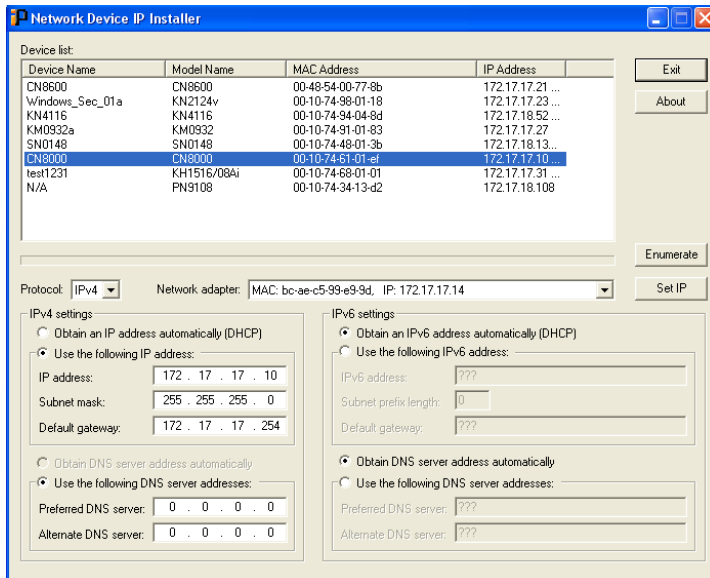 Network Device IP Installer
Device list:
Device Name Model Name MAC Address IP Address
CN8600 CN8600 00-48-54-00-77-8b 172.17.17.21 ...
Windows_Sec_01a KN2124v 00-10-74-98-01-18 172.17.17.23 ...
KN4116 KN4116 00-10-74-94-04-8d 172.17.18.52 ...
KM0932a KM0932 00-10-74-91-01-83 172.17.17.27
SN0148 SN0148 00-10-74-48-01-3b 172.17.18.13...
CN8000 CN8000 00-10-74-61-01-ef 172.17.17.10 ...
test1231 KH1516/08Ai 00-10-74-68-01-01 172.17.17.31 ...
N/A PN9108 00-10-74-34-13-d2 172.17.18.108
Exit
About
Enumerate
Protocol: IPv4 Network adapter: MAC: bc-ae-c5-99-e9-9d, IP: 172.17.17.14 Set IP
IPv4 settings
Obtain an IP address automatically (DHCP)
Use the following IP address:
IP address: 172 . 17 . 17 . 10
Subnet mask: 255 . 255 . 255 . 0
Default gateway: 172 . 17 . 17 . 254
Obtain DNS server address automatically
Use the following DNS server addresses:
Preferred DNS server: 0 . 0 . 0 . 0
Alternate DNS server: 0 . 0 . 0 . 0
IPv6 settings
Obtain an IPv6 address automatically (DHCP)
Use the following IPv6 address:
IPv6 address: ???
Subnet prefix length: 0
Default gateway: ???
Obtain DNS server address automatically
Use the following DNS server addresses:
Preferred DNS server: ???
Alternate DNS server: ???